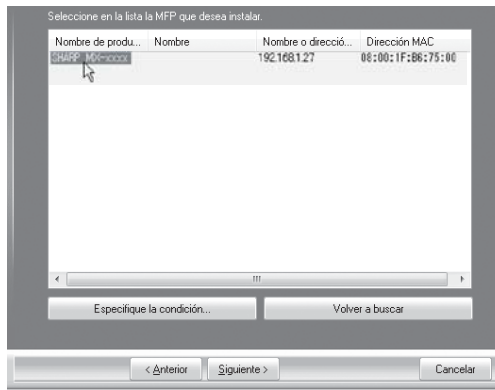 Seleccione en la lista la MFP que desea instalar.
Nombre de produ... Nombre Nombre o direcció... Dirección MAC
SHARP MX-xxxx 192.168.1.27 08:00:1F:B6:75:00
Especifique la condición... Volver a buscar
< Anterior Siguiente > Cancelar